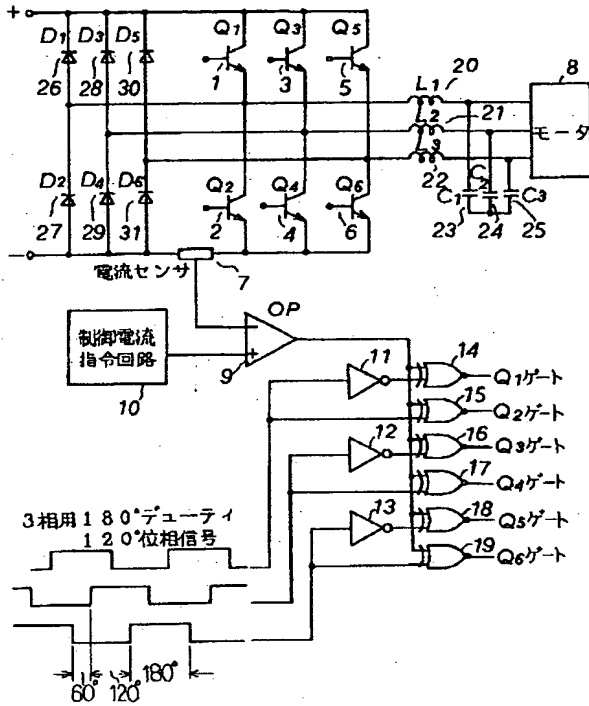 +
D1 D3 D5
Q1 Q3 Q5
26 28 30
1 3 5
L1 20
8
L2 21
モータ
L3
22
D2 D4 D6
Q2 Q4 Q6
27 29 31
2 4 6
C1 C2 C3
23 24 25
−
電流センサ 7
OP
制御電流
指令回路
10
9
11 14 Q1ゲート
15 Q2ゲート
12 16 Q3ゲート
17 Q4ゲート
13 18 Q5ゲート
19 Q6ゲート
3相用180°デューティ
120°位相信号
60° 120° 180°